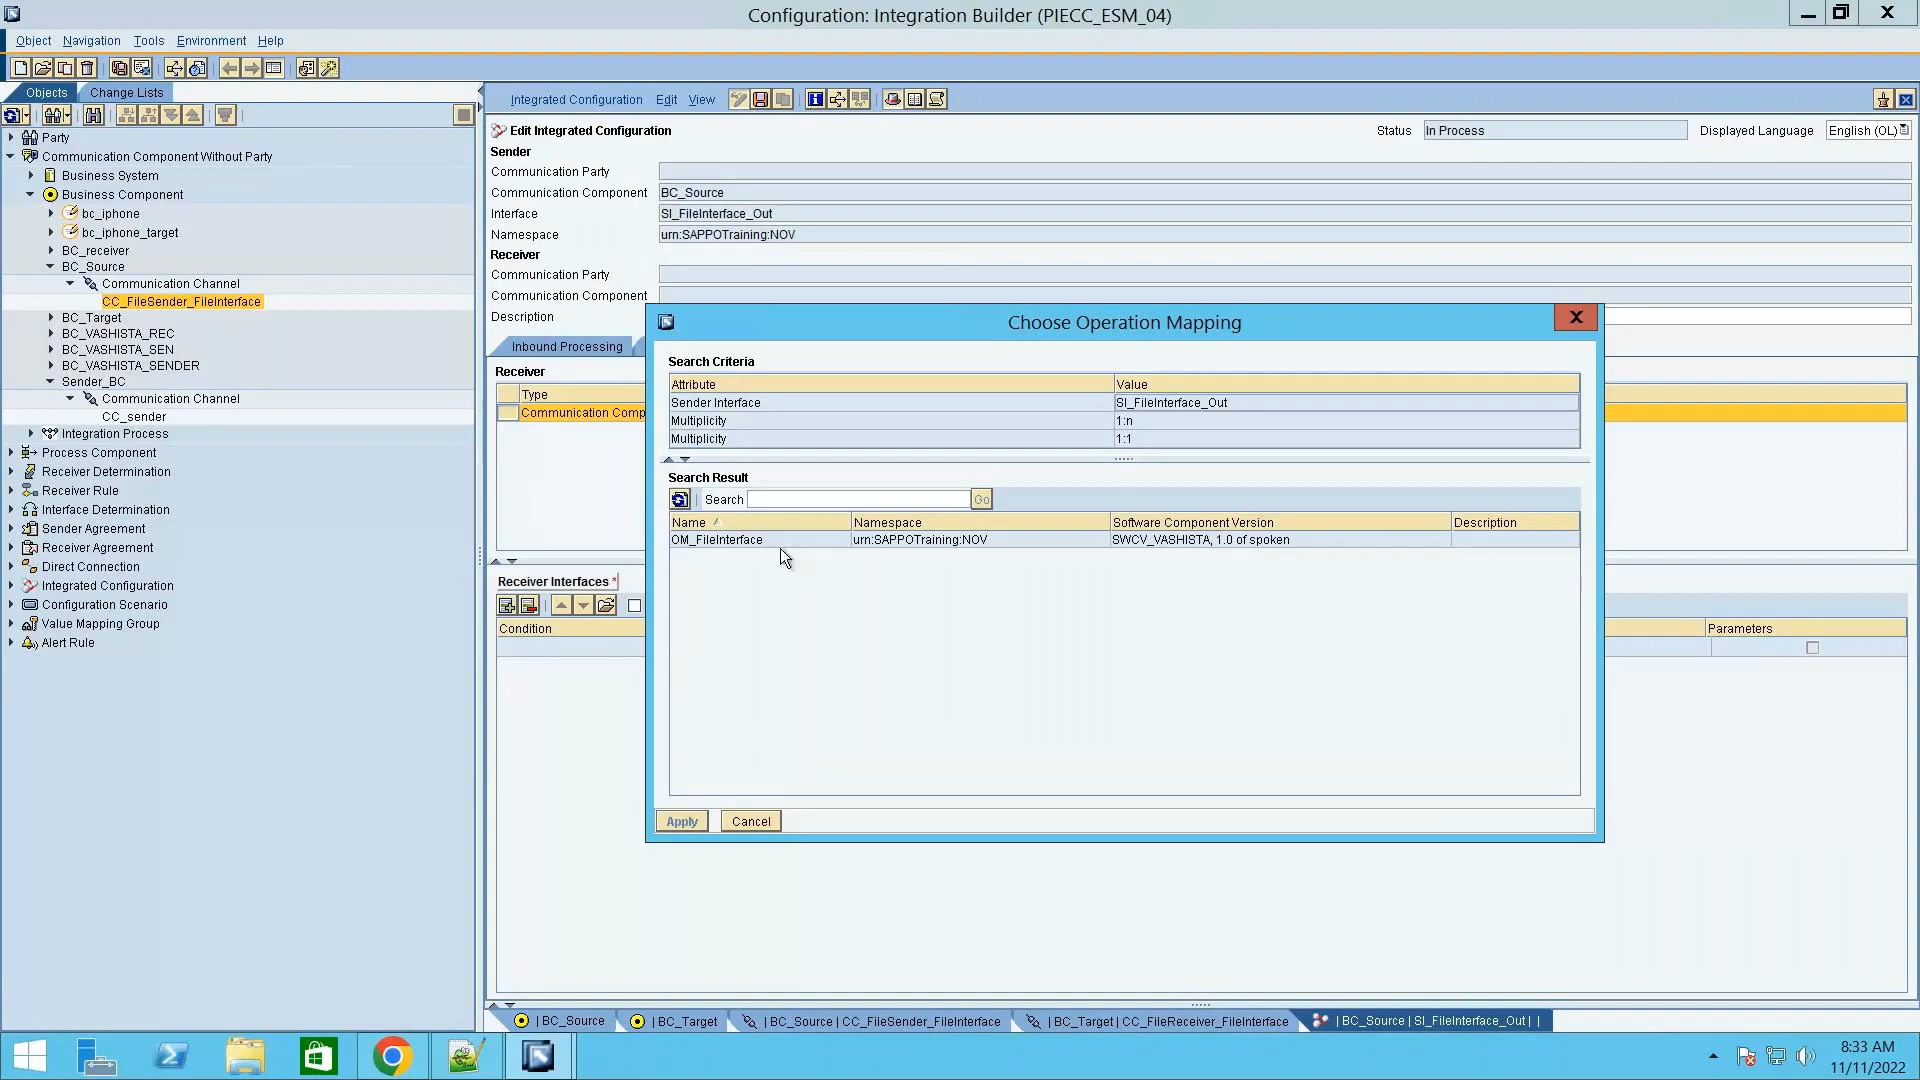 Configuration: Integration Builder (PIECC_ESM_04)
Object Navigation Tools Environment Help
Objects Change Lists
Party
Communication Component Without Party
Business System
Business Component
bc_iphone
bc_iphone_target
BC_receiver
BC_Source
Communication Channel
CC_FileSender_FileInterface
BC_Target
BC_VASHISTA_REC
BC_VASHISTA_SEN
BC_VASHISTA_SENDER
Sender_BC
Communication Channel
CC_sender
Integration Process
Process Component
Receiver Determination
Receiver Rule
Interface Determination
Sender Agreement
Receiver Agreement
Direct Connection
Integrated Configuration
Configuration Scenario
Value Mapping Group
Alert Rule
Integrated Configuration Edit View
Edit Integrated Configuration Status In Process Displayed Language English (OL)
Sender
Communication Party
Communication Component BC_Source
Interface SI_FileInterface_Out
Namespace urn:SAPPOTraining:NOV
Receiver
Communication Party
Communication Component
Description
Inbound Processing
Receiver
Type
Communication Comp
Receiver Interfaces *
Condition Parameters
Choose Operation Mapping
Search Criteria
Attribute Value
Sender Interface SI_FileInterface_Out
Multiplicity 1:n
Multiplicity 1:1
Search Result
Search Go
Name Namespace Software Component Version Description
OM_FileInterface urn:SAPPOTraining:NOV SWCV_VASHISTA, 1.0 of spoken
Apply Cancel
| BC_Source | BC_Target | BC_Source | CC_FileSender_FileInterface | BC_Target | CC_FileReceiver_FileInterface | BC_Source | SI_FileInterface_Out | |
8:33 AM
11/11/2022